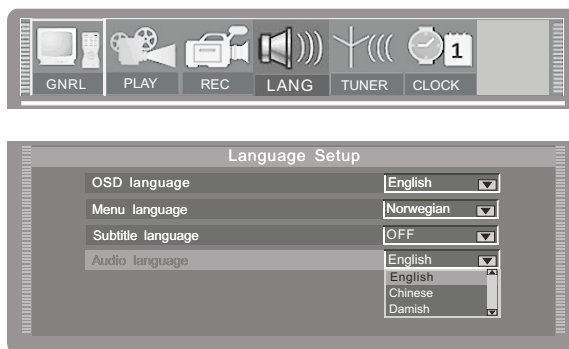 GNRL PLAY REC LANG TUNER CLOCK
1
Language Setup
OSD language English
Menu language Norwegian
Subtitle language OFF
Audio language English
English
Chinese
Damish